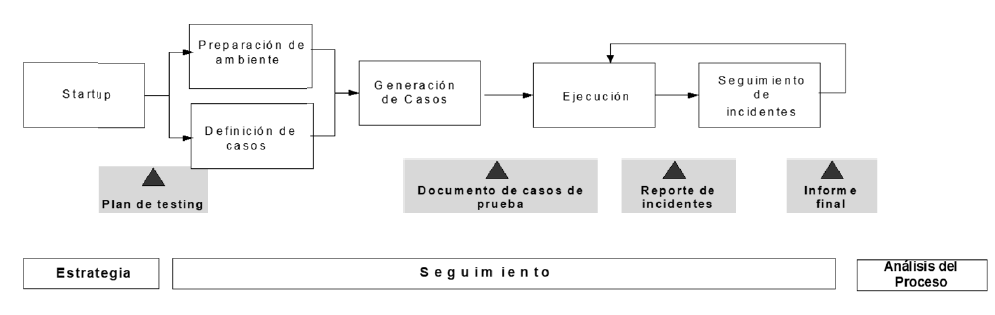 Preparación de
ambiente
Startup
Definición de
casos
Generación
de Casos
Ejecución
Seguimiento
de
incidentes
Plan de testing
Documento de casos de
prueba
Reporte de
incidentes
Informe
final
Estrategia
Seguimiento
Análisis del
Proceso